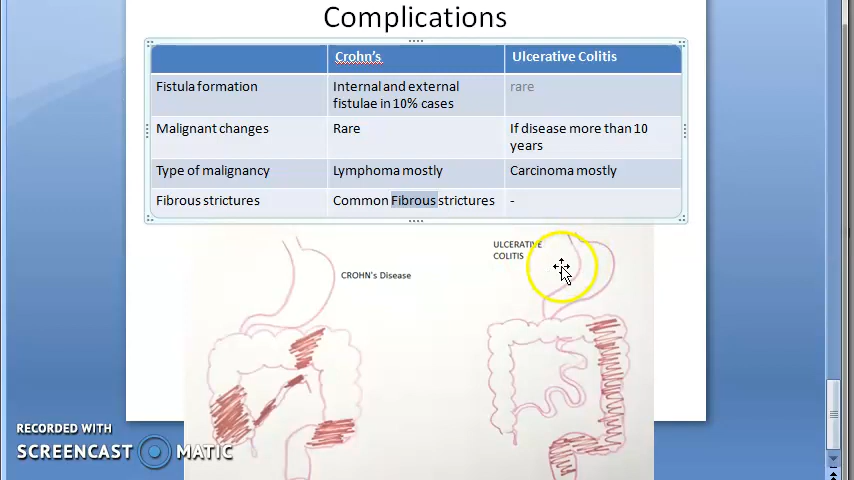 Complications
Crohn's
Ulcerative Colitis
Fistula formation
Internal and external
fistulae in 10% cases
rare
Malignant changes
Rare
If disease more than 10
years
Type of malignancy
Lymphoma mostly
Carcinoma mostly
Fibrous strictures
Common Fibrous strictures
-
CROHN's Disease
ULCERATIVE
COLITIS
RECORDED WITH
SCREENCAST MATIC